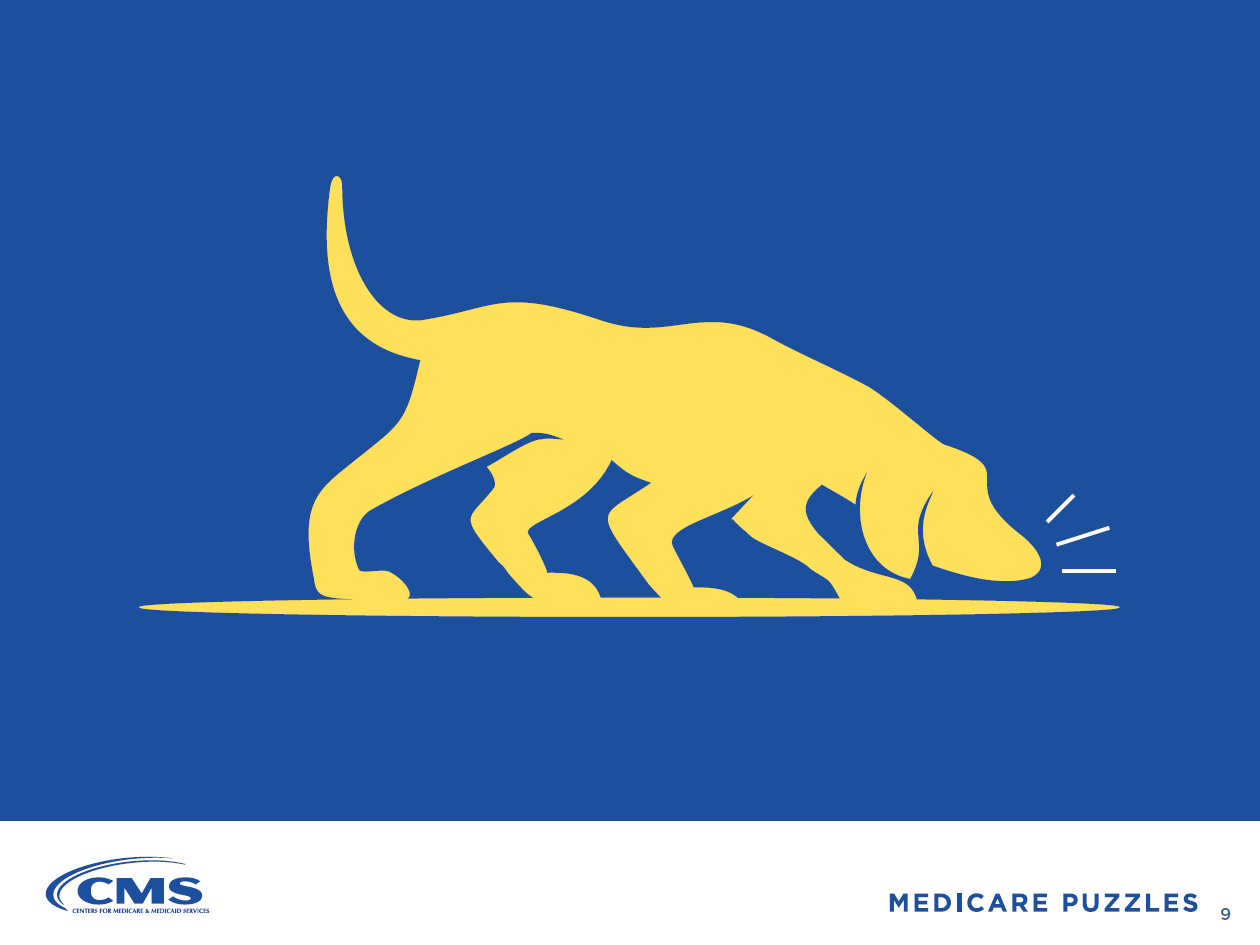 CMS
CENTERS FOR MEDICARE & MEDICAID SERVICES
MEDICARE PUZZLES 9